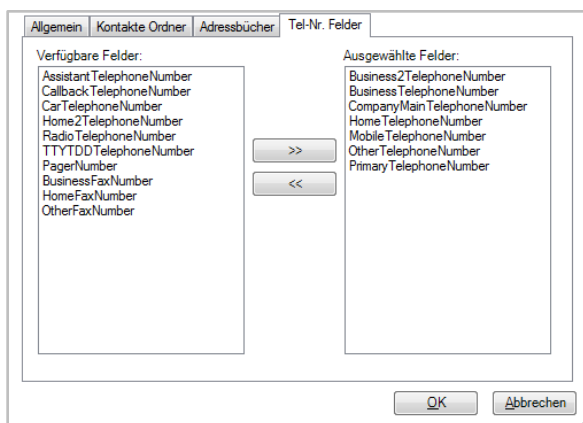 Allgemein Kontakte Ordner Adressbücher Tel-Nr. Felder
Verfügbare Felder:
AssistantTelephoneNumber
CallbackTelephoneNumber
CarTelephoneNumber
Home2TelephoneNumber
RadioTelephoneNumber
TTYTDDTelephoneNumber
PagerNumber
BusinessFaxNumber
HomeFaxNumber
OtherFaxNumber
>>
<<
Ausgewählte Felder:
Business2TelephoneNumber
BusinessTelephoneNumber
CompanyMainTelephoneNumber
HomeTelephoneNumber
MobileTelephoneNumber
OtherTelephoneNumber
PrimaryTelephoneNumber
OK Abbrechen